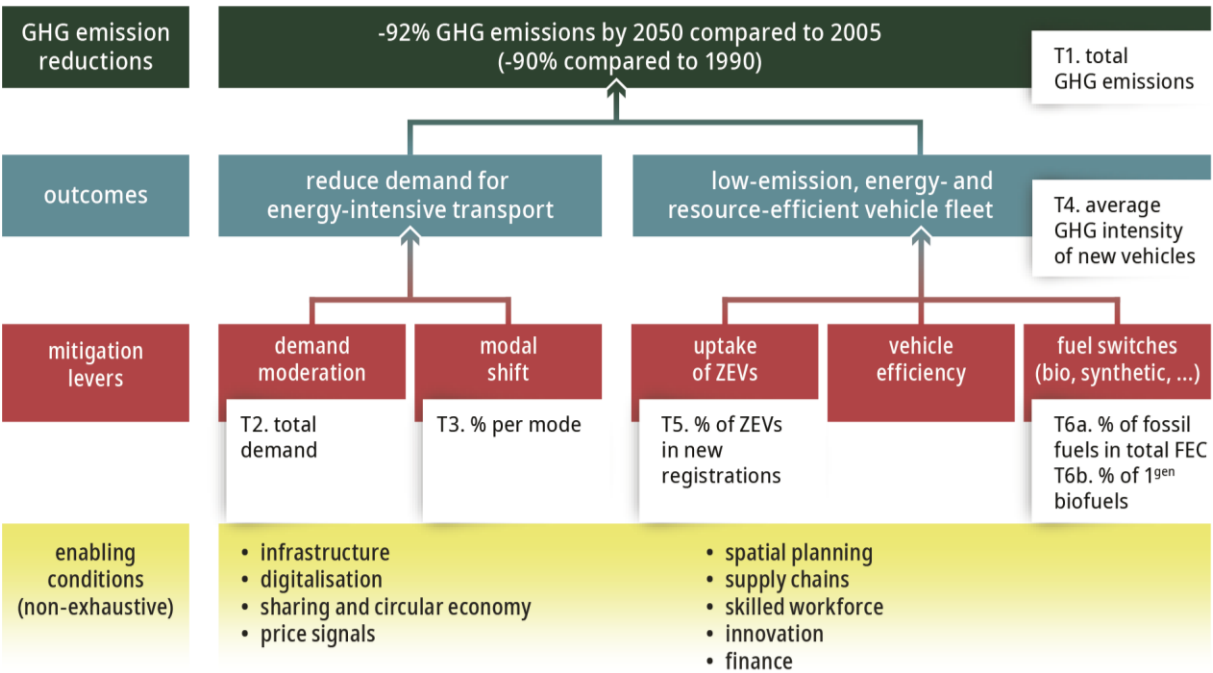 GHG emission
reductions
-92% GHG emissions by 2050 compared to 2005
(-90% compared to 1990)
T1. total
GHG emissions
outcomes
reduce demand for
energy-intensive transport
low-emission, energy- and
resource-efficient vehicle fleet
T4. average
GHG intensity
of new vehicles
mitigation
levers
demand
moderation
modal
shift
uptake
of ZEVs
vehicle
efficiency
fuel switches
(bio, synthetic, ...)
T2. total
demand
T3. % per mode
T5. % of ZEVs
in new
registrations
T6a. % of fossil
fuels in total FEC
T6b. % of 1gen
biofuels
enabling
conditions
(non-exhaustive)
• infrastructure
• digitalisation
• sharing and circular economy
• price signals
• spatial planning
• supply chains
• skilled workforce
• innovation
• finance